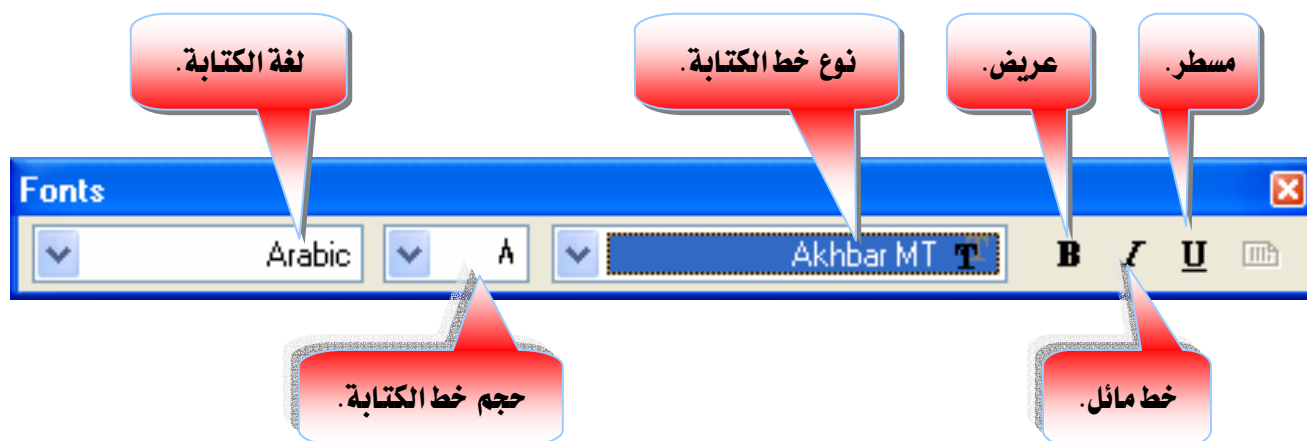 مسطر.
عريض.
نوع خط الكتابة.
لغة الكتابة.
Fonts
Arabic
٨
Akhbar MT
B
I
U
خط مائل.
حجم خط الكتابة.